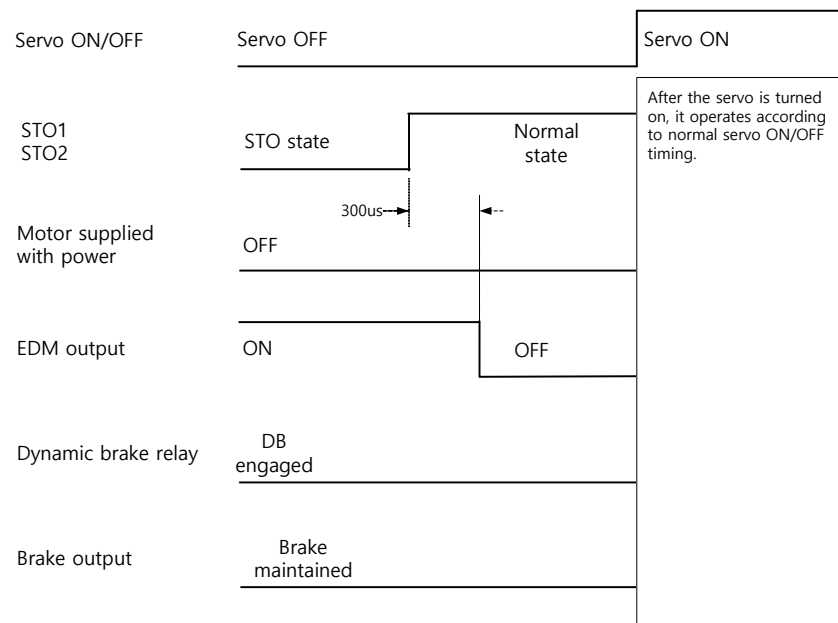 Servo ON/OFF
Servo OFF
Servo ON
After the servo is turned
on, it operates according
to normal servo ON/OFF
timing.
STO1
STO2
STO state
Normal
state
300us
Motor supplied
with power
OFF
EDM output
ON
OFF
Dynamic brake relay
DB
engaged
Brake output
Brake
maintained